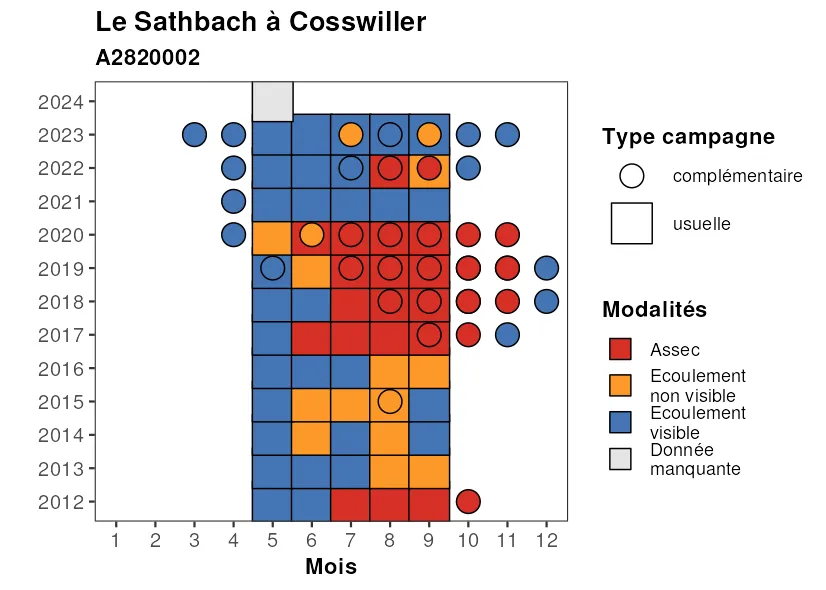 Le Sathbach à Cosswiller
A2820002
2024
2023
2022
2021
2020
2019
2018
2017
2016
2015
2014
2013
2012
1 2 3 4 5 6 7 8 9 10 11 12
Mois
Type campagne
complémentaire
usuelle
Modalités
Assec
Ecoulement
non visible
Ecoulement
visible
Donnée
manquante